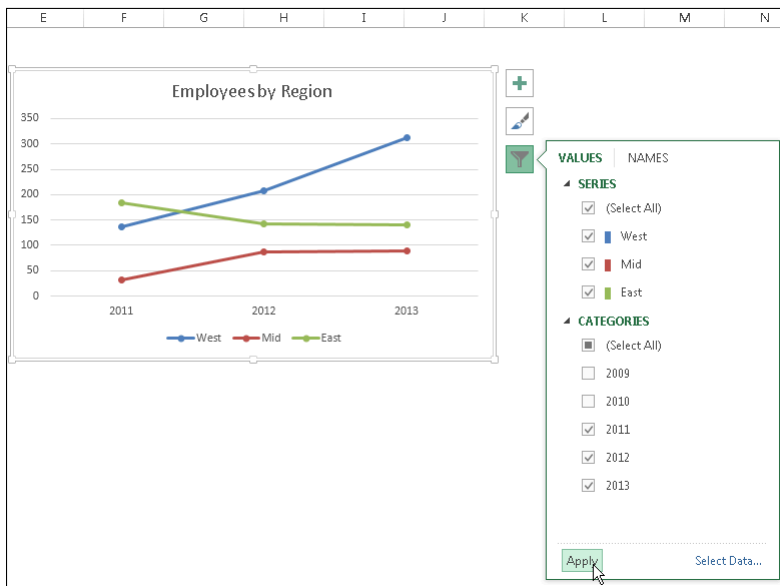 E F G H I J K L M N
Employees by Region
350
300
250
200
150
100
50
0
2011 2012 2013
West Mid East
VALUES NAMES
SERIES
(Select All)
West
Mid
East
CATEGORIES
(Select All)
2009
2010
2011
2012
2013
Apply Select Data...